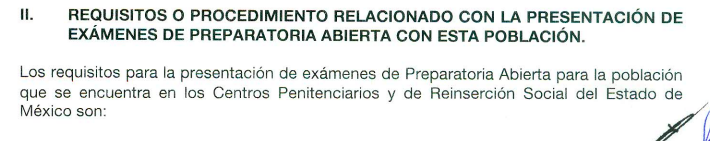 II. REQUISITOS O PROCEDIMIENTO RELACIONADO CON LA PRESENTACIÓN DE
EXÁMENES DE PREPARATORIA ABIERTA CON ESTA POBLACIÓN.
Los requisitos para la presentación de exámenes de Preparatoria Abierta para la población
que se encuentra en los Centros Penitenciarios y de Reinserción Social del Estado de
México son: